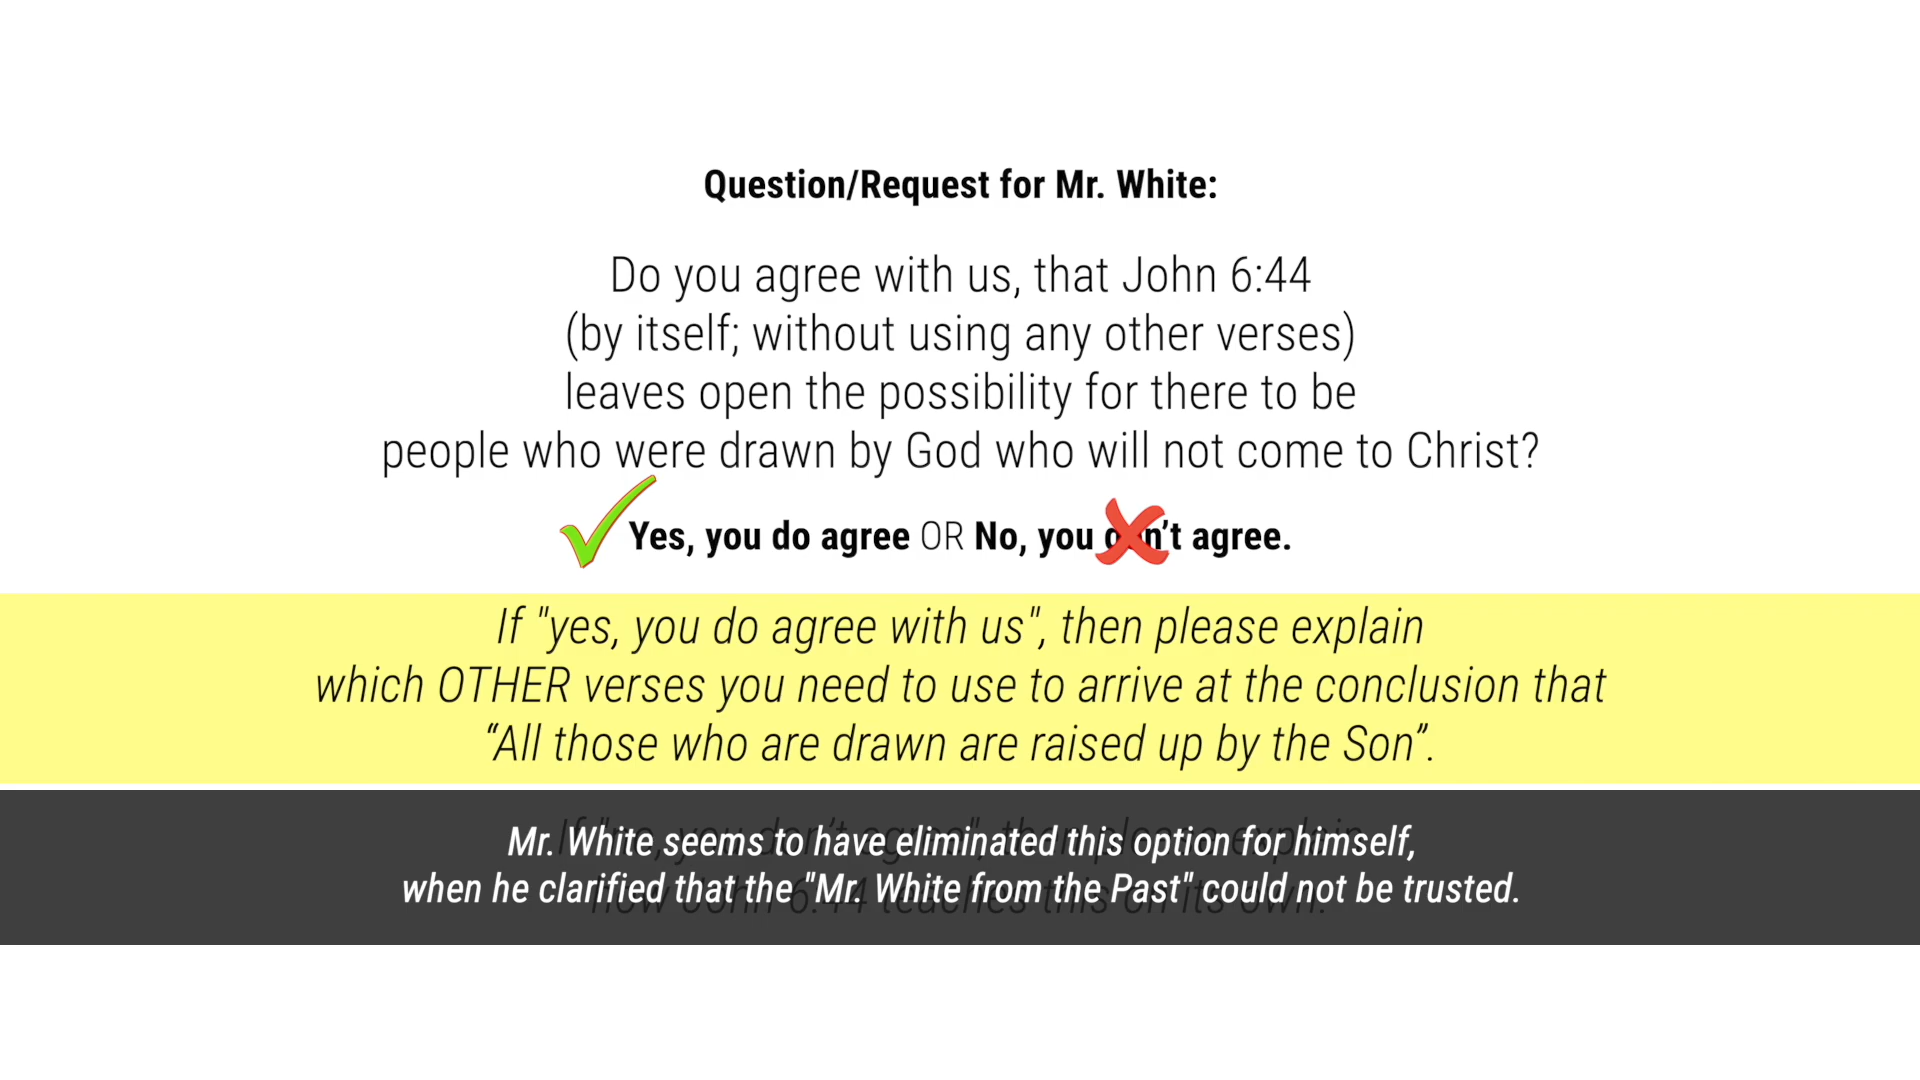 Question/Request for Mr. White:
Do you agree with us, that John 6:44
(by itself; without using any other verses)
leaves open the possibility for there to be
people who were drawn by God who will not come to Christ?
Yes, you do agree OR No, you don't agree.
If "yes, you do agree with us", then please explain
which OTHER verses you need to use to arrive at the conclusion that
“All those who are drawn are raised up by the Son”.
Mr. White seems to have eliminated this option for himself,
when he clarified that the "Mr. White from the Past" could not be trusted.